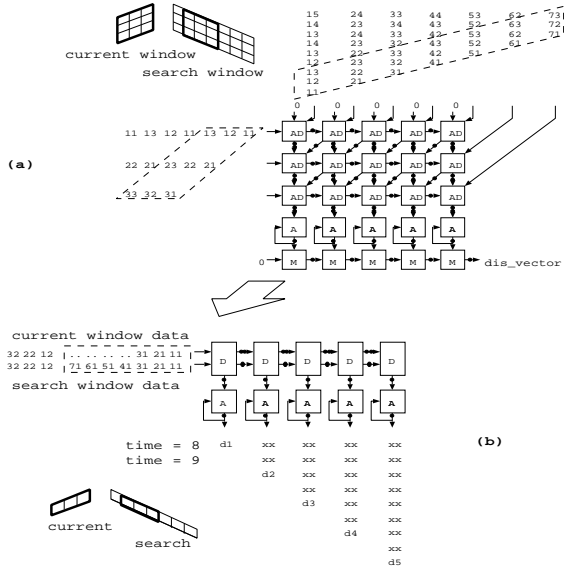 15 24 33 44 53 62 73
14 23 34 43 52 63 72
13 24 33 42 53 62 71
14 23 32 43 52 61
13 22 33 42 51
12 23 32 41
13 22 31
12 21
11
current window
search window
0 0 0 0 0
11 13 12 11 13 12 11
AD AD AD AD AD
(a)
22 21 23 22 21
AD AD AD AD AD
33 32 31
AD AD AD AD AD
A A A A A
0 M M M M M dis_vector
current window data
32 22 12 .. .. .. .. 31 21 11
32 22 12 71 61 51 41 31 21 11
search window data
D D D D D
A A A A A
(b)
time = 8 d1 xx xx xx xx
time = 9 xx xx xx xx
d2 xx xx xx
xx xx xx
d3 xx xx
xx xx
d4 xx
xx
d5
current
search